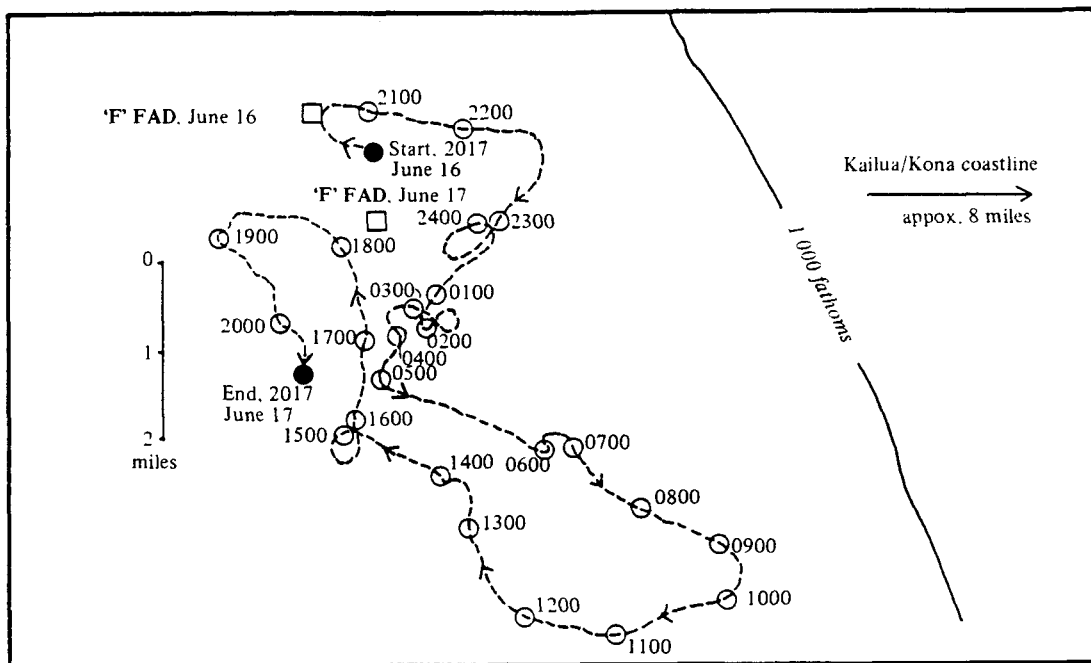 2100
2200
'F' FAD, June 16
Start, 2017
June 16
Kailua/Kona coastline
appox. 8 miles
'F' FAD, June 17
2400
2300
1900
1800
0
0300
0100
1 000 fathoms
2000
1700
0200
1
0400
0500
End, 2017
June 17
1600
1500
2
miles
0700
0600
1400
0800
1300
0900
1200
1000
1100